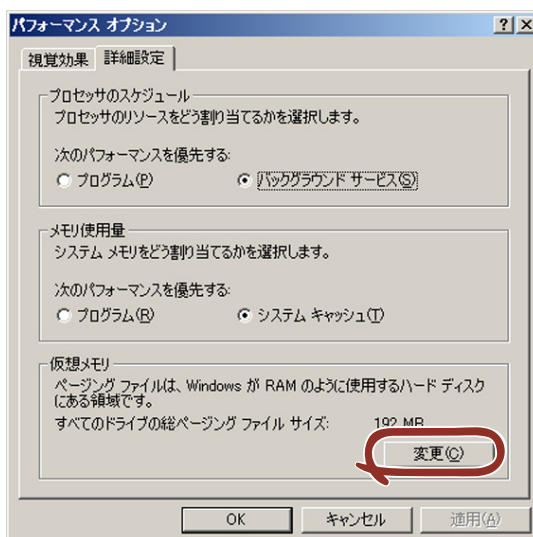 パフォーマンス オプション
視覚効果 詳細設定
プロセッサのスケジュール
プロセッサのリソースをどう割り当てるかを選択します。
次のパフォーマンスを優先する:
プログラム(P) バックグラウンド サービス(S)
メモリ使用量
システム メモリをどう割り当てるかを選択します。
次のパフォーマンスを優先する:
プログラム(R) システム キャッシュ(T)
仮想メモリ
ページング ファイルは、Windows が RAM のように使用するハード ディスク
にある領域です。
すべてのドライブの総ページング ファイル サイズ: 192 MB
変更(C)
OK キャンセル 適用(A)